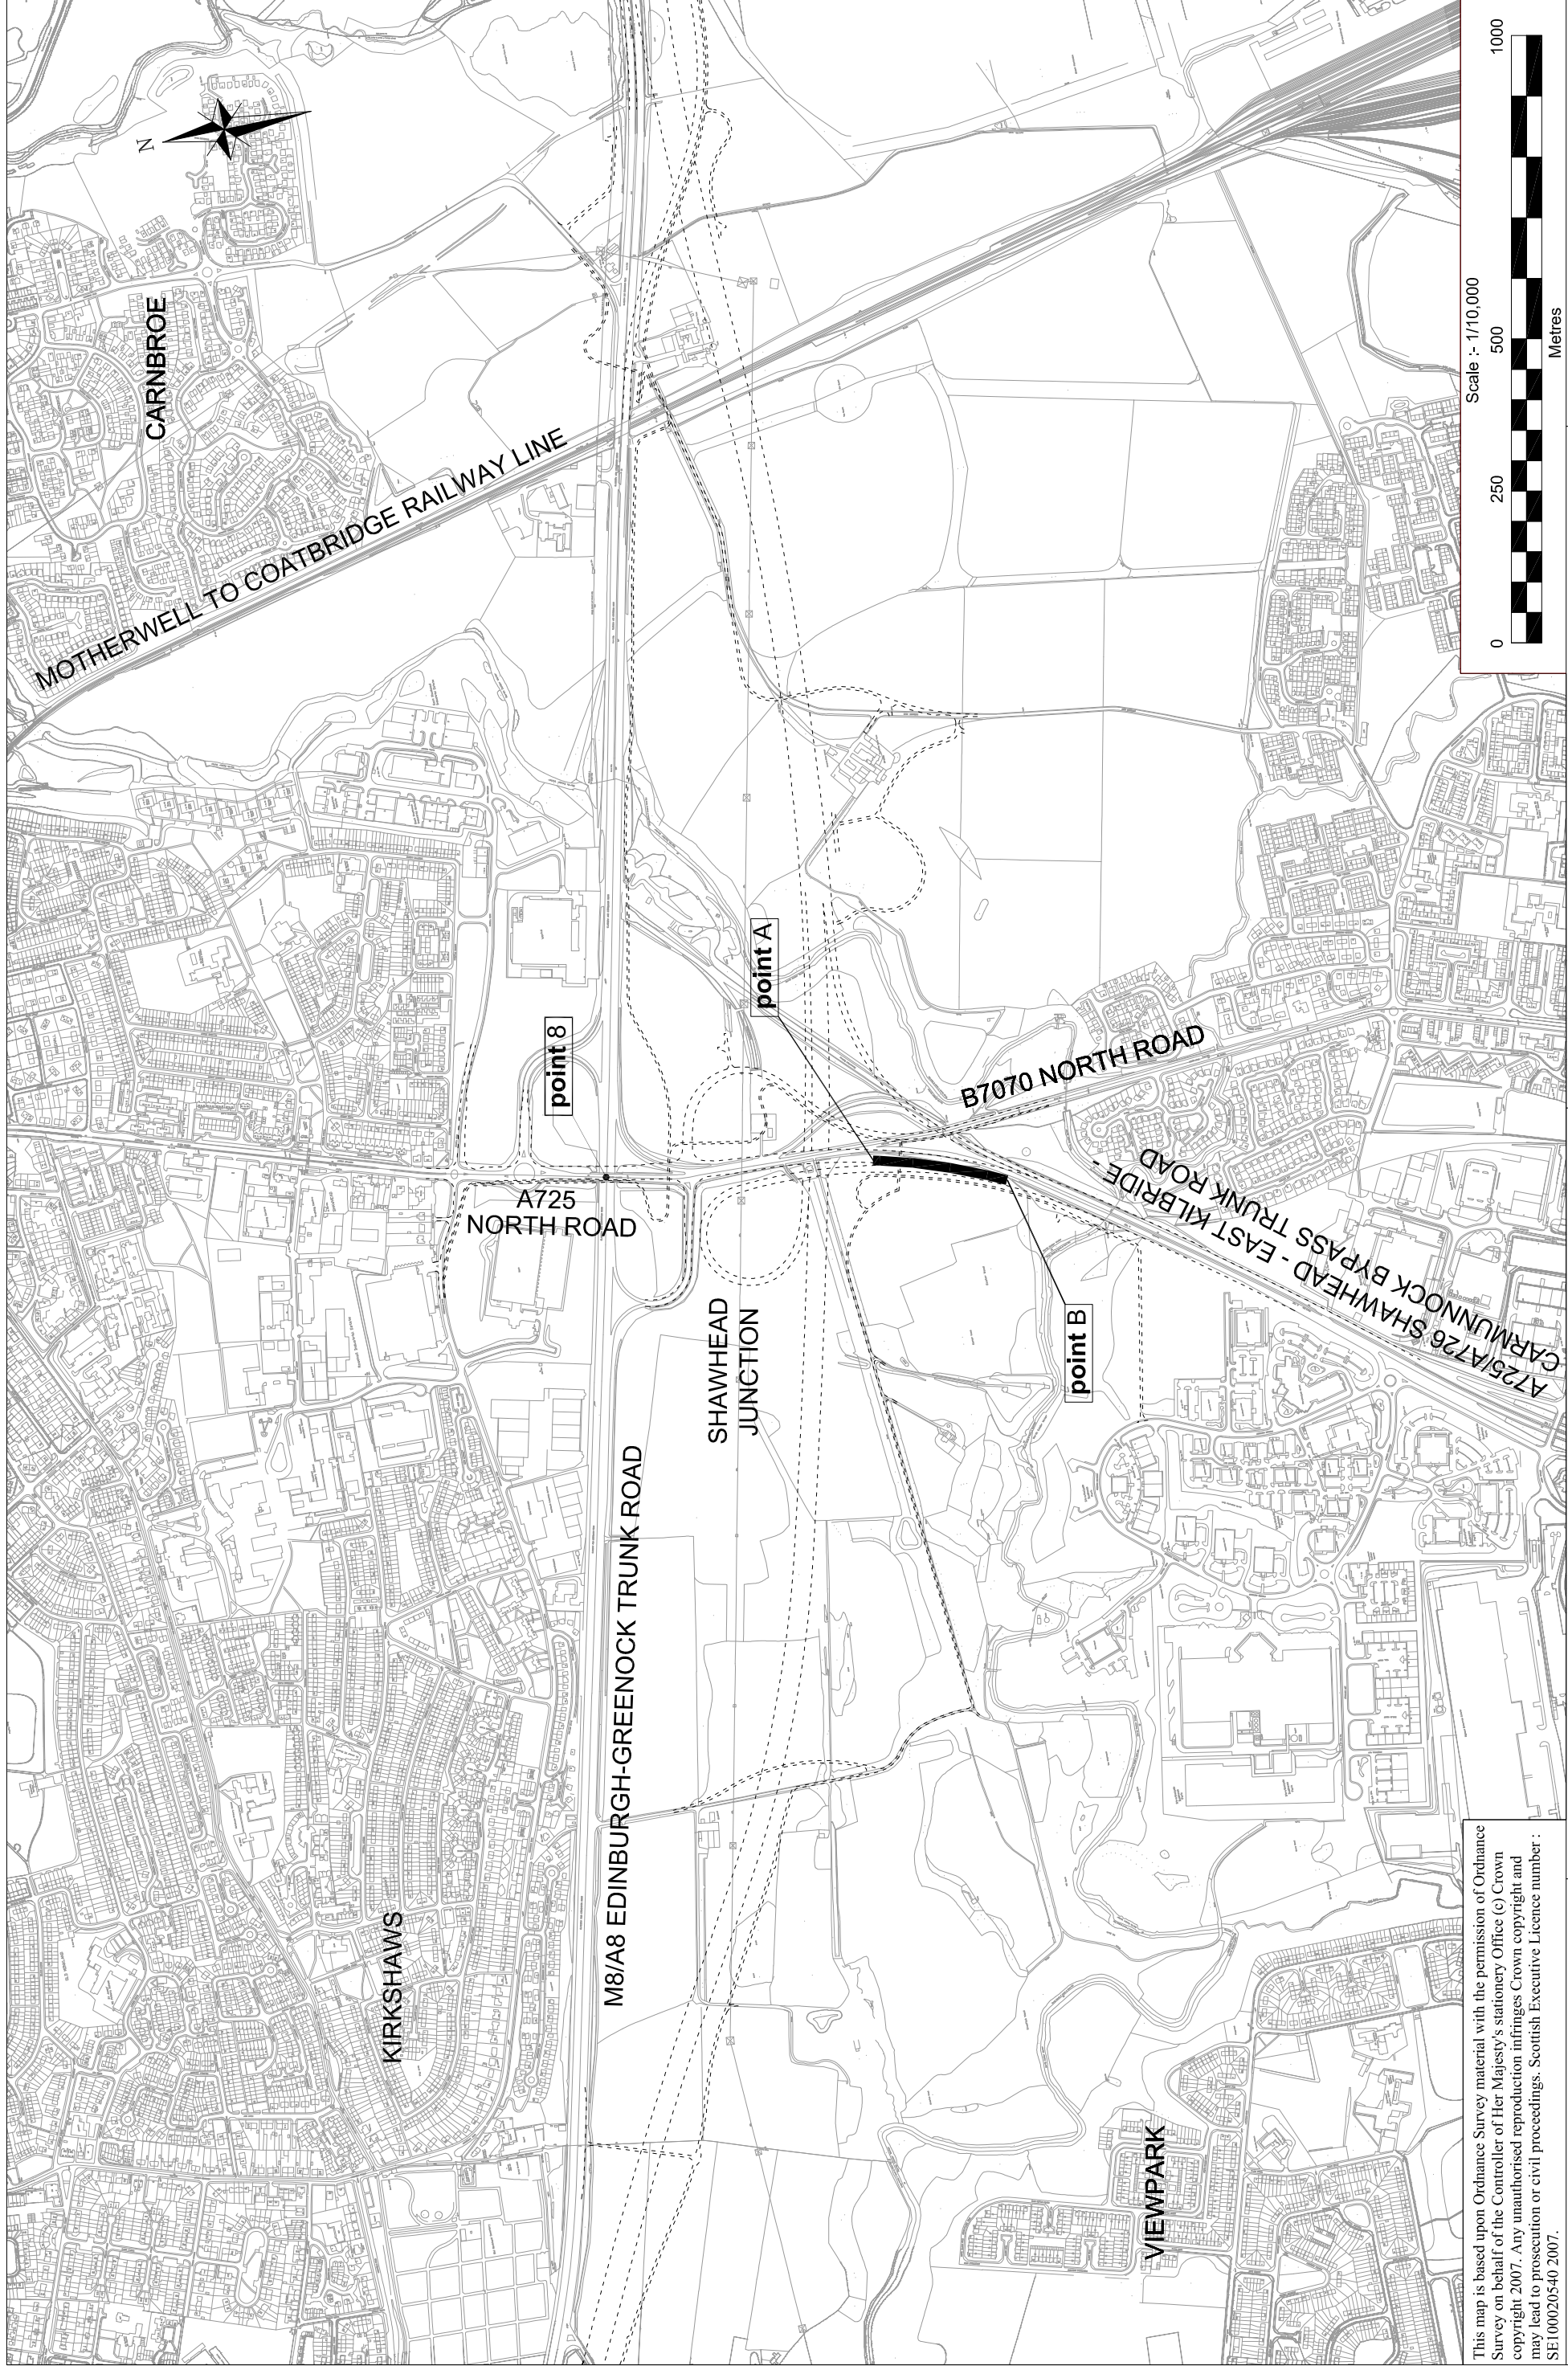 N
CARNBROE
MOTHERWELL TO COATBRIDGE RAILWAY LINE
point 8
point A
A725
NORTH ROAD
B7070 NORTH ROAD
SHAWHEAD
JUNCTION
point B
A725/A726 SHAWHEAD - EAST KILBRIDE -
CARMUNNOCK BYPASS TRUNK ROAD
M8/A8 EDINBURGH-GREENOCK TRUNK ROAD
KIRKSHAWS
VIEWPARK
Scale :- 1/10,000
0 250 500 1000
Metres
This map is based upon Ordnance Survey material with the permission of Ordnance
Survey on behalf of the Controller of Her Majesty's stationery Office (c) Crown
copyright 2007. Any unauthorised reproduction infringes Crown copyright and
may lead to prosecution or civil proceedings. Scottish Executive Licence number :
SE100020540 2007.